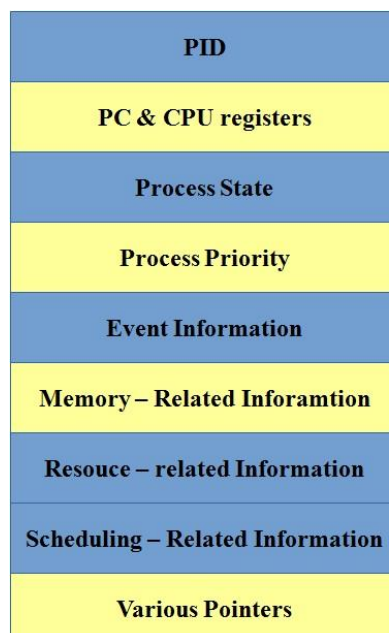 PID
PC & CPU registers
Process State
Process Priority
Event Information
Memory – Related Inforamtion
Resouce – related Information
Scheduling – Related Information
Various Pointers